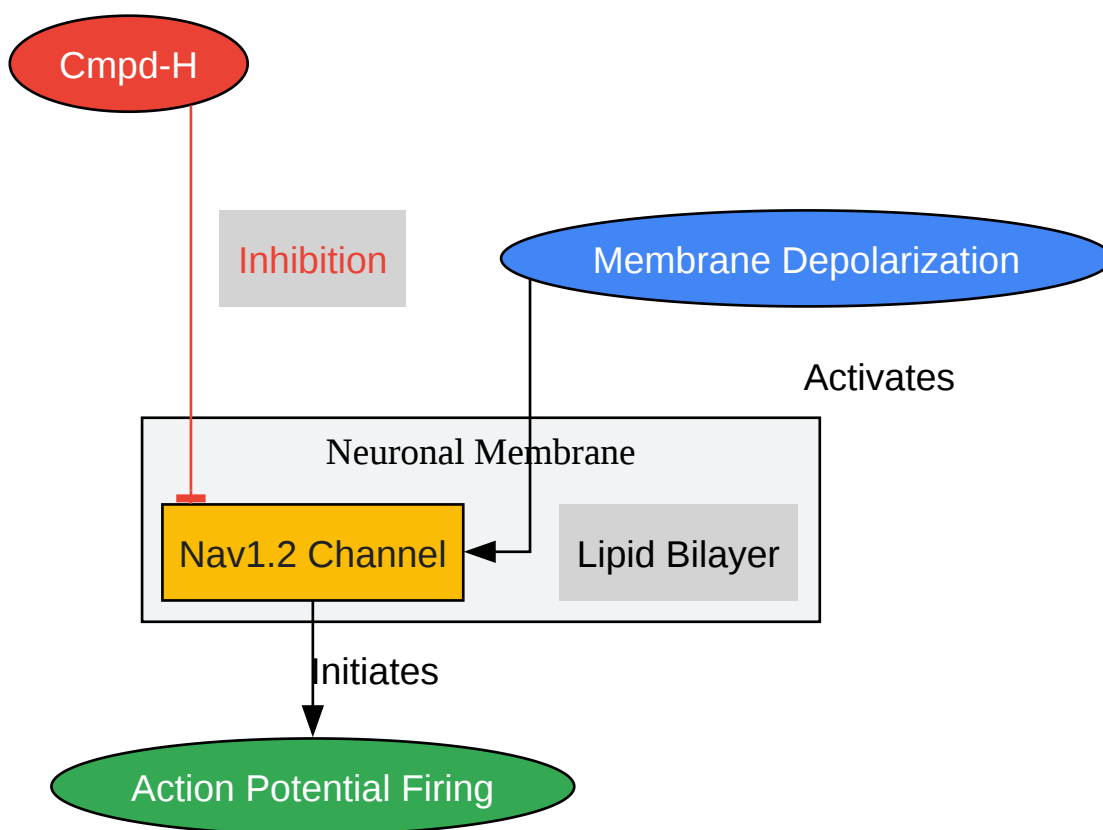 Cmpd-H
Inhibition
Membrane Depolarization
Activates
Neuronal Membrane
Nav1.2 Channel
Lipid Bilayer
Initiates
Action Potential Firing